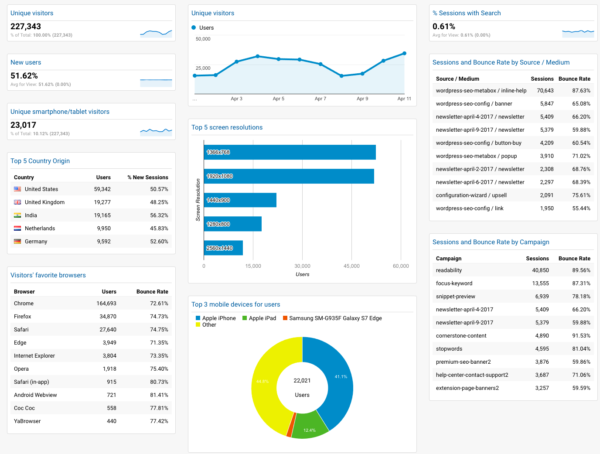 Unique visitors
227,343
% of Total: 100.00% (227,343)
New users
51.62%
Avg for View: 51.62% (0.00%)
Unique smartphone/tablet visitors
23,017
% of Total: 10.12% (227,343)
Top 5 Country Origin
Country Users % New Sessions
United States 59,342 50.57%
United Kingdom 19,277 48.25%
India 19,165 56.32%
Netherlands 9,950 45.83%
Germany 9,592 52.60%
Visitors' favorite browsers
Browser Users Bounce Rate
Chrome 164,693 72.61%
Firefox 34,870 74.73%
Safari 27,640 74.75%
Edge 3,949 71.35%
Internet Explorer 3,804 73.35%
Opera 1,918 75.40%
Safari (in-app) 915 80.73%
Android Webview 721 81.41%
Coc Coc 558 77.81%
YaBrowser 440 77.42%
Unique visitors
Users
50,000
25,000
... Apr 3 Apr 5 Apr 7 Apr 9 Apr 11
Top 5 screen resolutions
Screen Resolution
1366x768
1920x1080
1440x900
1280x800
2560x1440
0 15,000 30,000 45,000 60,000
Users
Top 3 mobile devices for users
Apple iPhone Apple iPad Samsung SM-G935F Galaxy S7 Edge
Other
41.1%
22,021
Users
% Sessions with Search
0.61%
Avg for View: 0.61% (0.00%)
Sessions and Bounce Rate by Source / Medium
Source / Medium Sessions Bounce Rate
wordpress-seo-metabox / inline-help 70,643 87.63%
wordpress-seo-config / banner 5,847 65.08%
newsletter-april-4-2017 / newsletter 5,409 66.20%
newsletter-april-9-2017 / newsletter 5,379 59.88%
wordpress-seo-config / button-buy 4,209 60.54%
wordpress-seo-metabox / popup 3,910 71.02%
newsletter-april-2-2017 / newsletter 2,308 68.76%
newsletter-april-6-2017 / newsletter 2,297 68.39%
configuration-wizard / upsell 2,091 75.61%
wordpress-seo-config / link 1,950 55.44%
Sessions and Bounce Rate by Campaign
Campaign Sessions Bounce Rate
readability 40,850 89.56%
focus-keyword 13,555 87.31%
snippet-preview 6,939 78.18%
newsletter-april-4-2017 5,409 66.20%
newsletter-april-9-2017 5,379 59.88%
cornerstone-content 4,890 91.53%
stopwords 4,595 81.04%
premium-seo-banner2 3,876 59.86%
help-center-contact-support2 3,687 71.06%
extension-page-banners2 3,257 59.59%